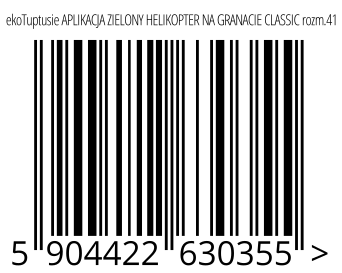 ekoTuptusie APLIKACJA ZIELONY HELIKOPTER NA GRANACIE CLASSIC rozm.41
5 904422 630355 >